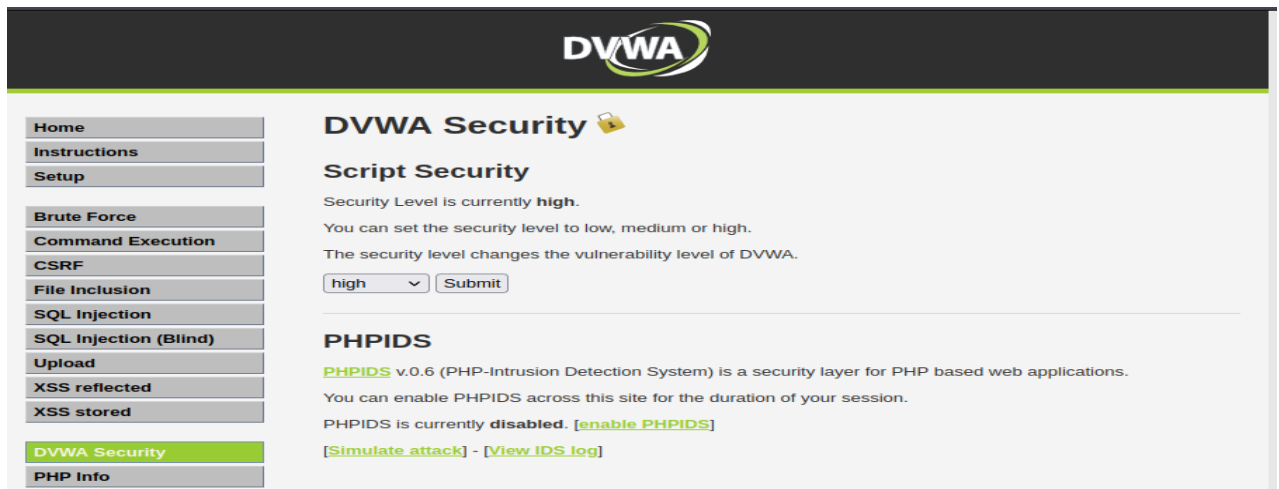 DVWA
Home
Instructions
Setup
Brute Force
Command Execution
CSRF
File Inclusion
SQL Injection
SQL Injection (Blind)
Upload
XSS reflected
XSS stored
DVWA Security
PHP Info
DVWA Security
Script Security
Security Level is currently high.
You can set the security level to low, medium or high.
The security level changes the vulnerability level of DVWA.
high Submit
PHPIDS
PHPIDS v.0.6 (PHP-Intrusion Detection System) is a security layer for PHP based web applications.
You can enable PHPIDS across this site for the duration of your session.
PHPIDS is currently disabled. [enable PHPIDS]
[Simulate attack] - [View IDS log]